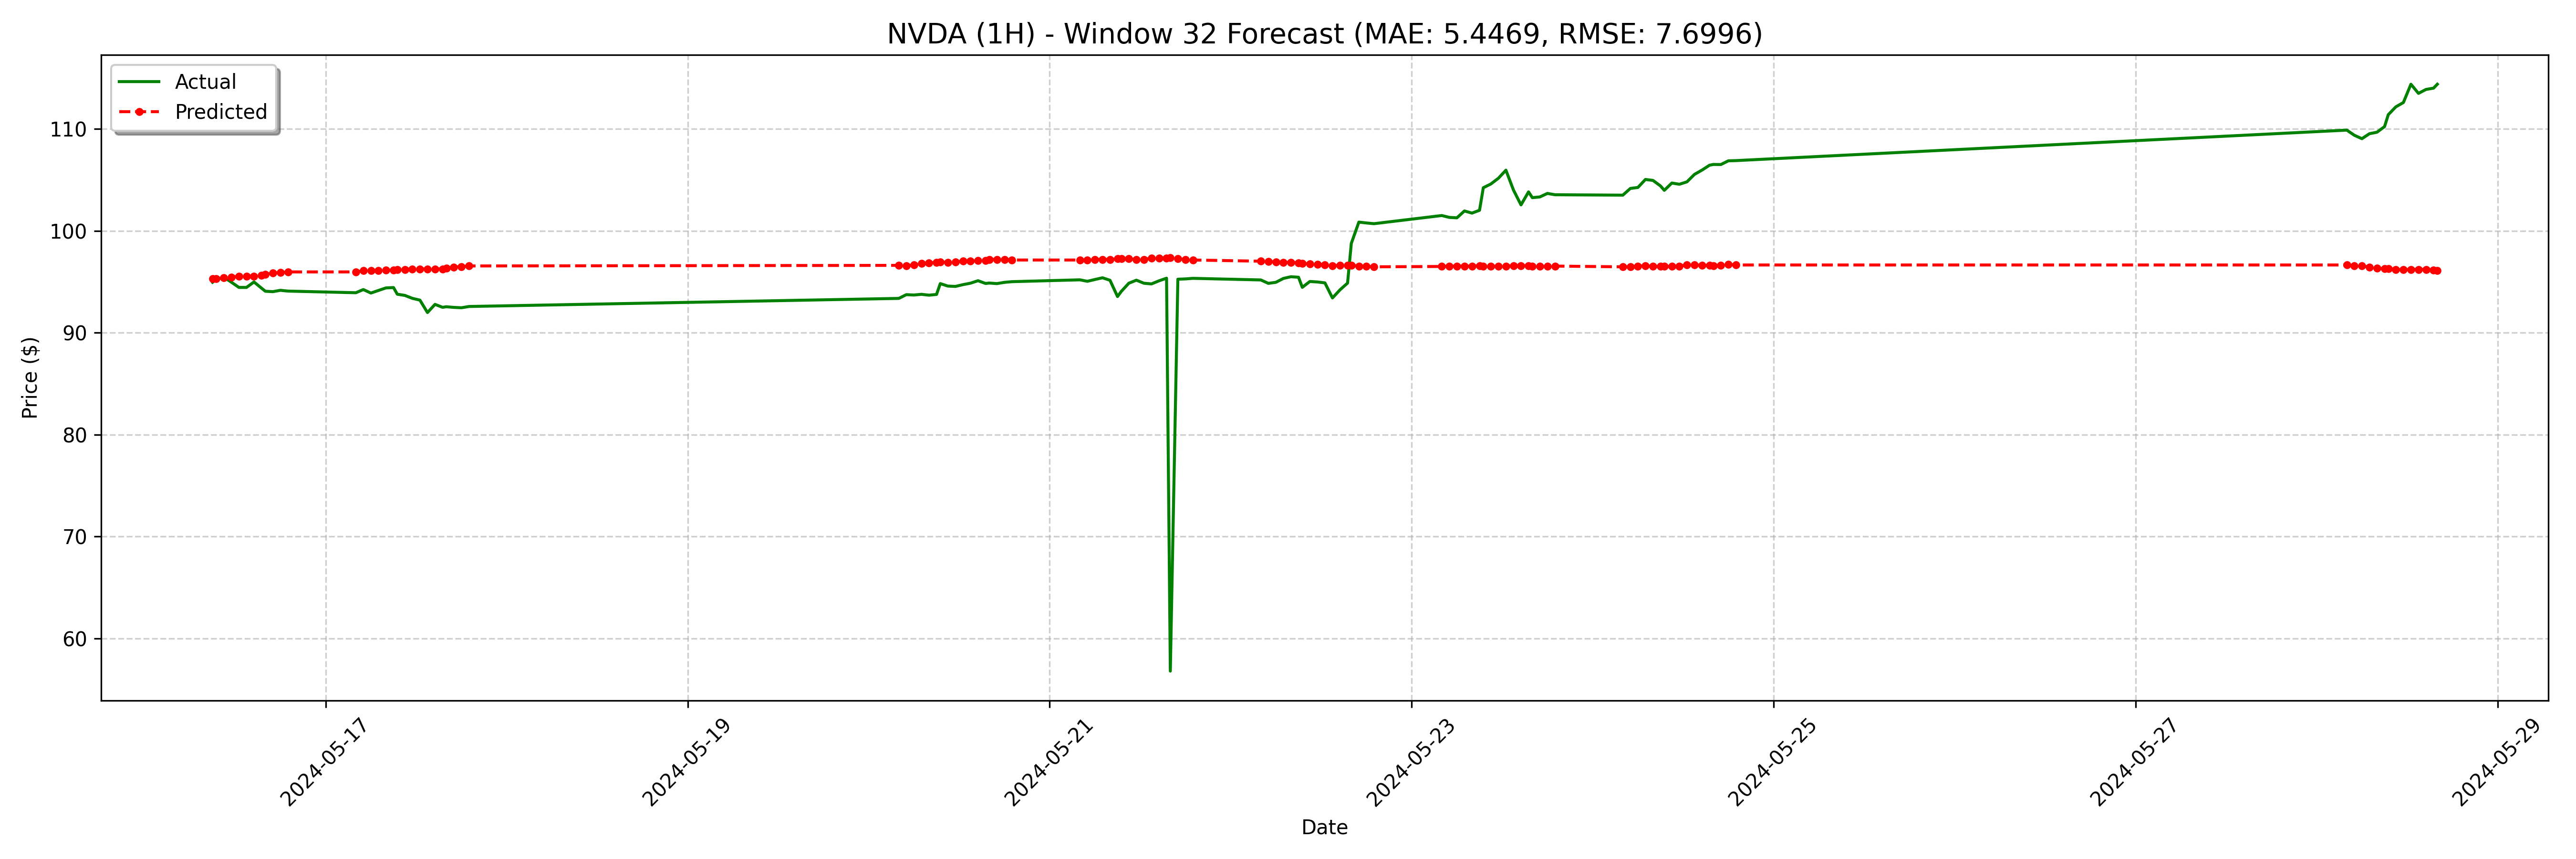 NVDA (1H) - Window 32 Forecast (MAE: 5.4469, RMSE: 7.6996)
Actual
Predicted
Price ($)
110
100
90
80
70
60
2024-05-17
2024-05-19
2024-05-21
2024-05-23
2024-05-25
2024-05-27
2024-05-29
Date